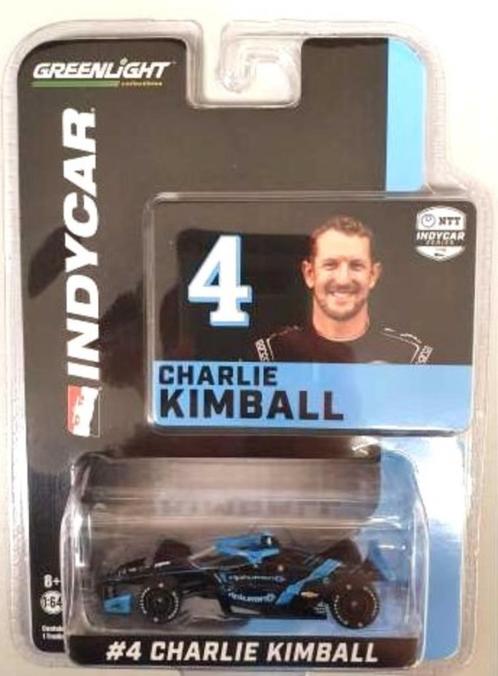 GREENLIGHT
collectibles
INDYCAR
4
NTT
INDYCAR
SERIES
CHARLIE
KIMBALL
8+
1:64
#4 CHARLIE KIMBALL